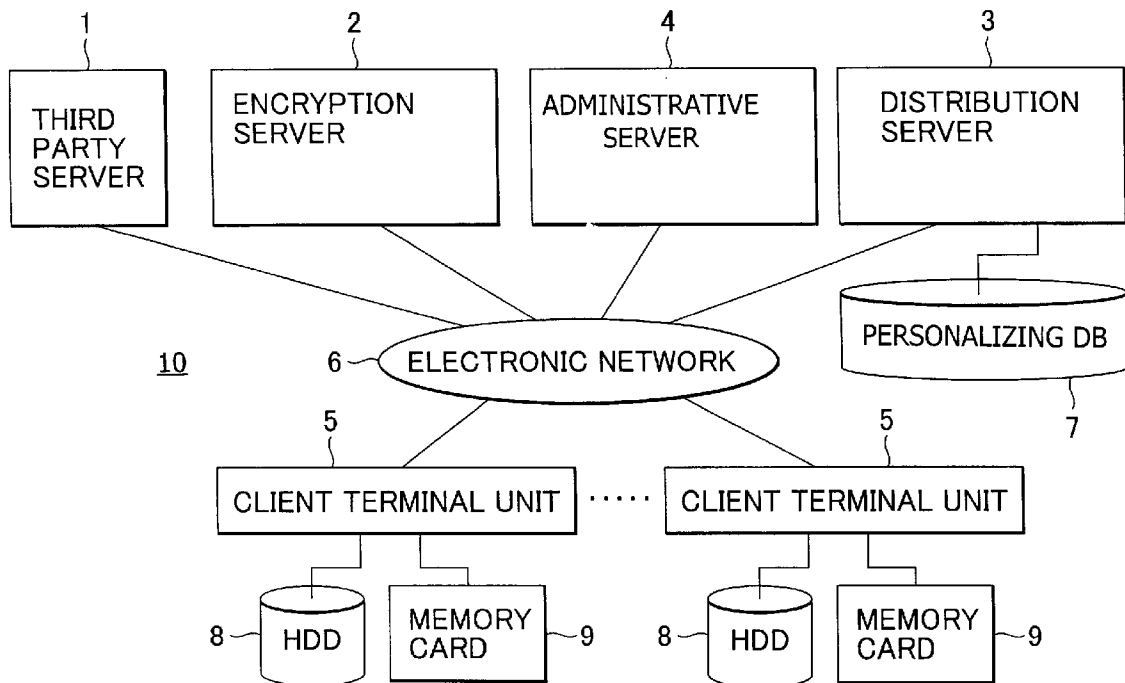 1
2
4
3
THIRD
PARTY
SERVER
ENCRYPTION
SERVER
ADMINISTRATIVE
SERVER
DISTRIBUTION
SERVER
PERSONALIZING DB
7
10
6
ELECTRONIC NETWORK
5
5
CLIENT TERMINAL UNIT
.....
CLIENT TERMINAL UNIT
8
HDD
MEMORY
CARD
9
8
HDD
MEMORY
CARD
9